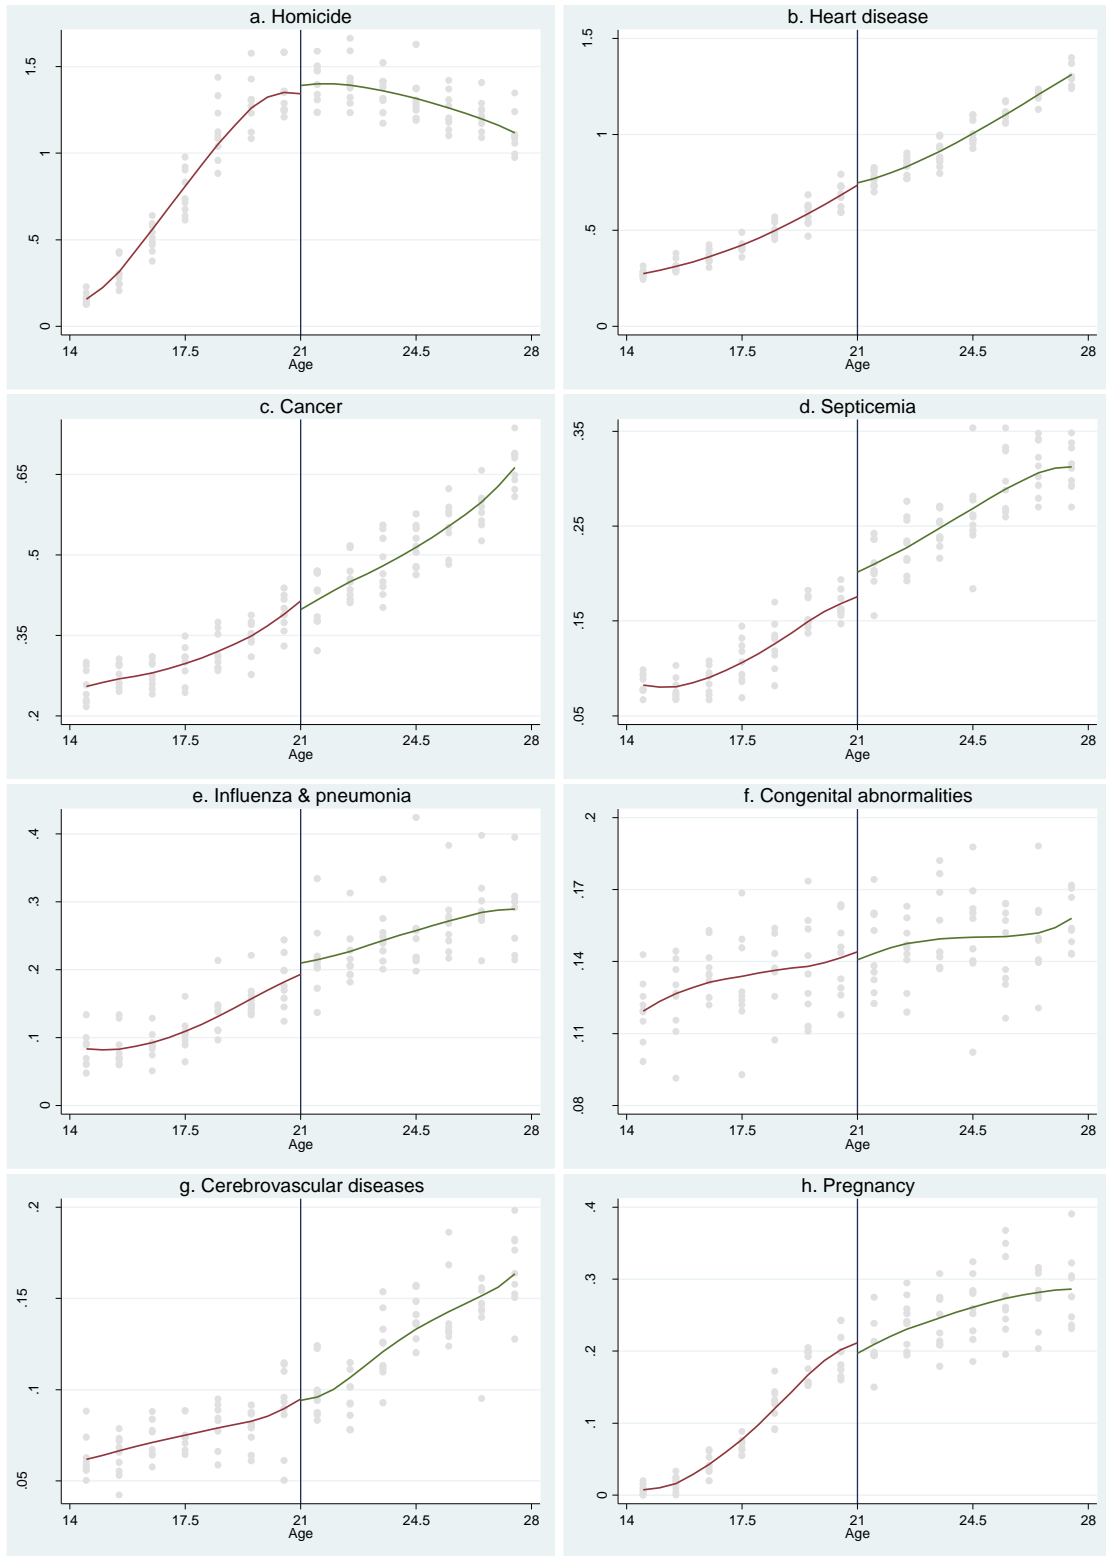 a. Homicide
1.5
1
.5
0
14 17.5 21 24.5 28
Age
b. Heart disease
1.5
1
.5
0
14 17.5 21 24.5 28
Age
c. Cancer
.65
.5
.35
.2
14 17.5 21 24.5 28
Age
d. Septicemia
.35
.25
.15
.05
14 17.5 21 24.5 28
Age
e. Influenza & pneumonia
.4
.3
.2
.1
0
14 17.5 21 24.5 28
Age
f. Congenital abnormalities
.2
.17
.14
.11
.08
14 17.5 21 24.5 28
Age
g. Cerebrovascular diseases
.2
.15
.1
.05
14 17.5 21 24.5 28
Age
h. Pregnancy
.4
.3
.2
.1
0
14 17.5 21 24.5 28
Age